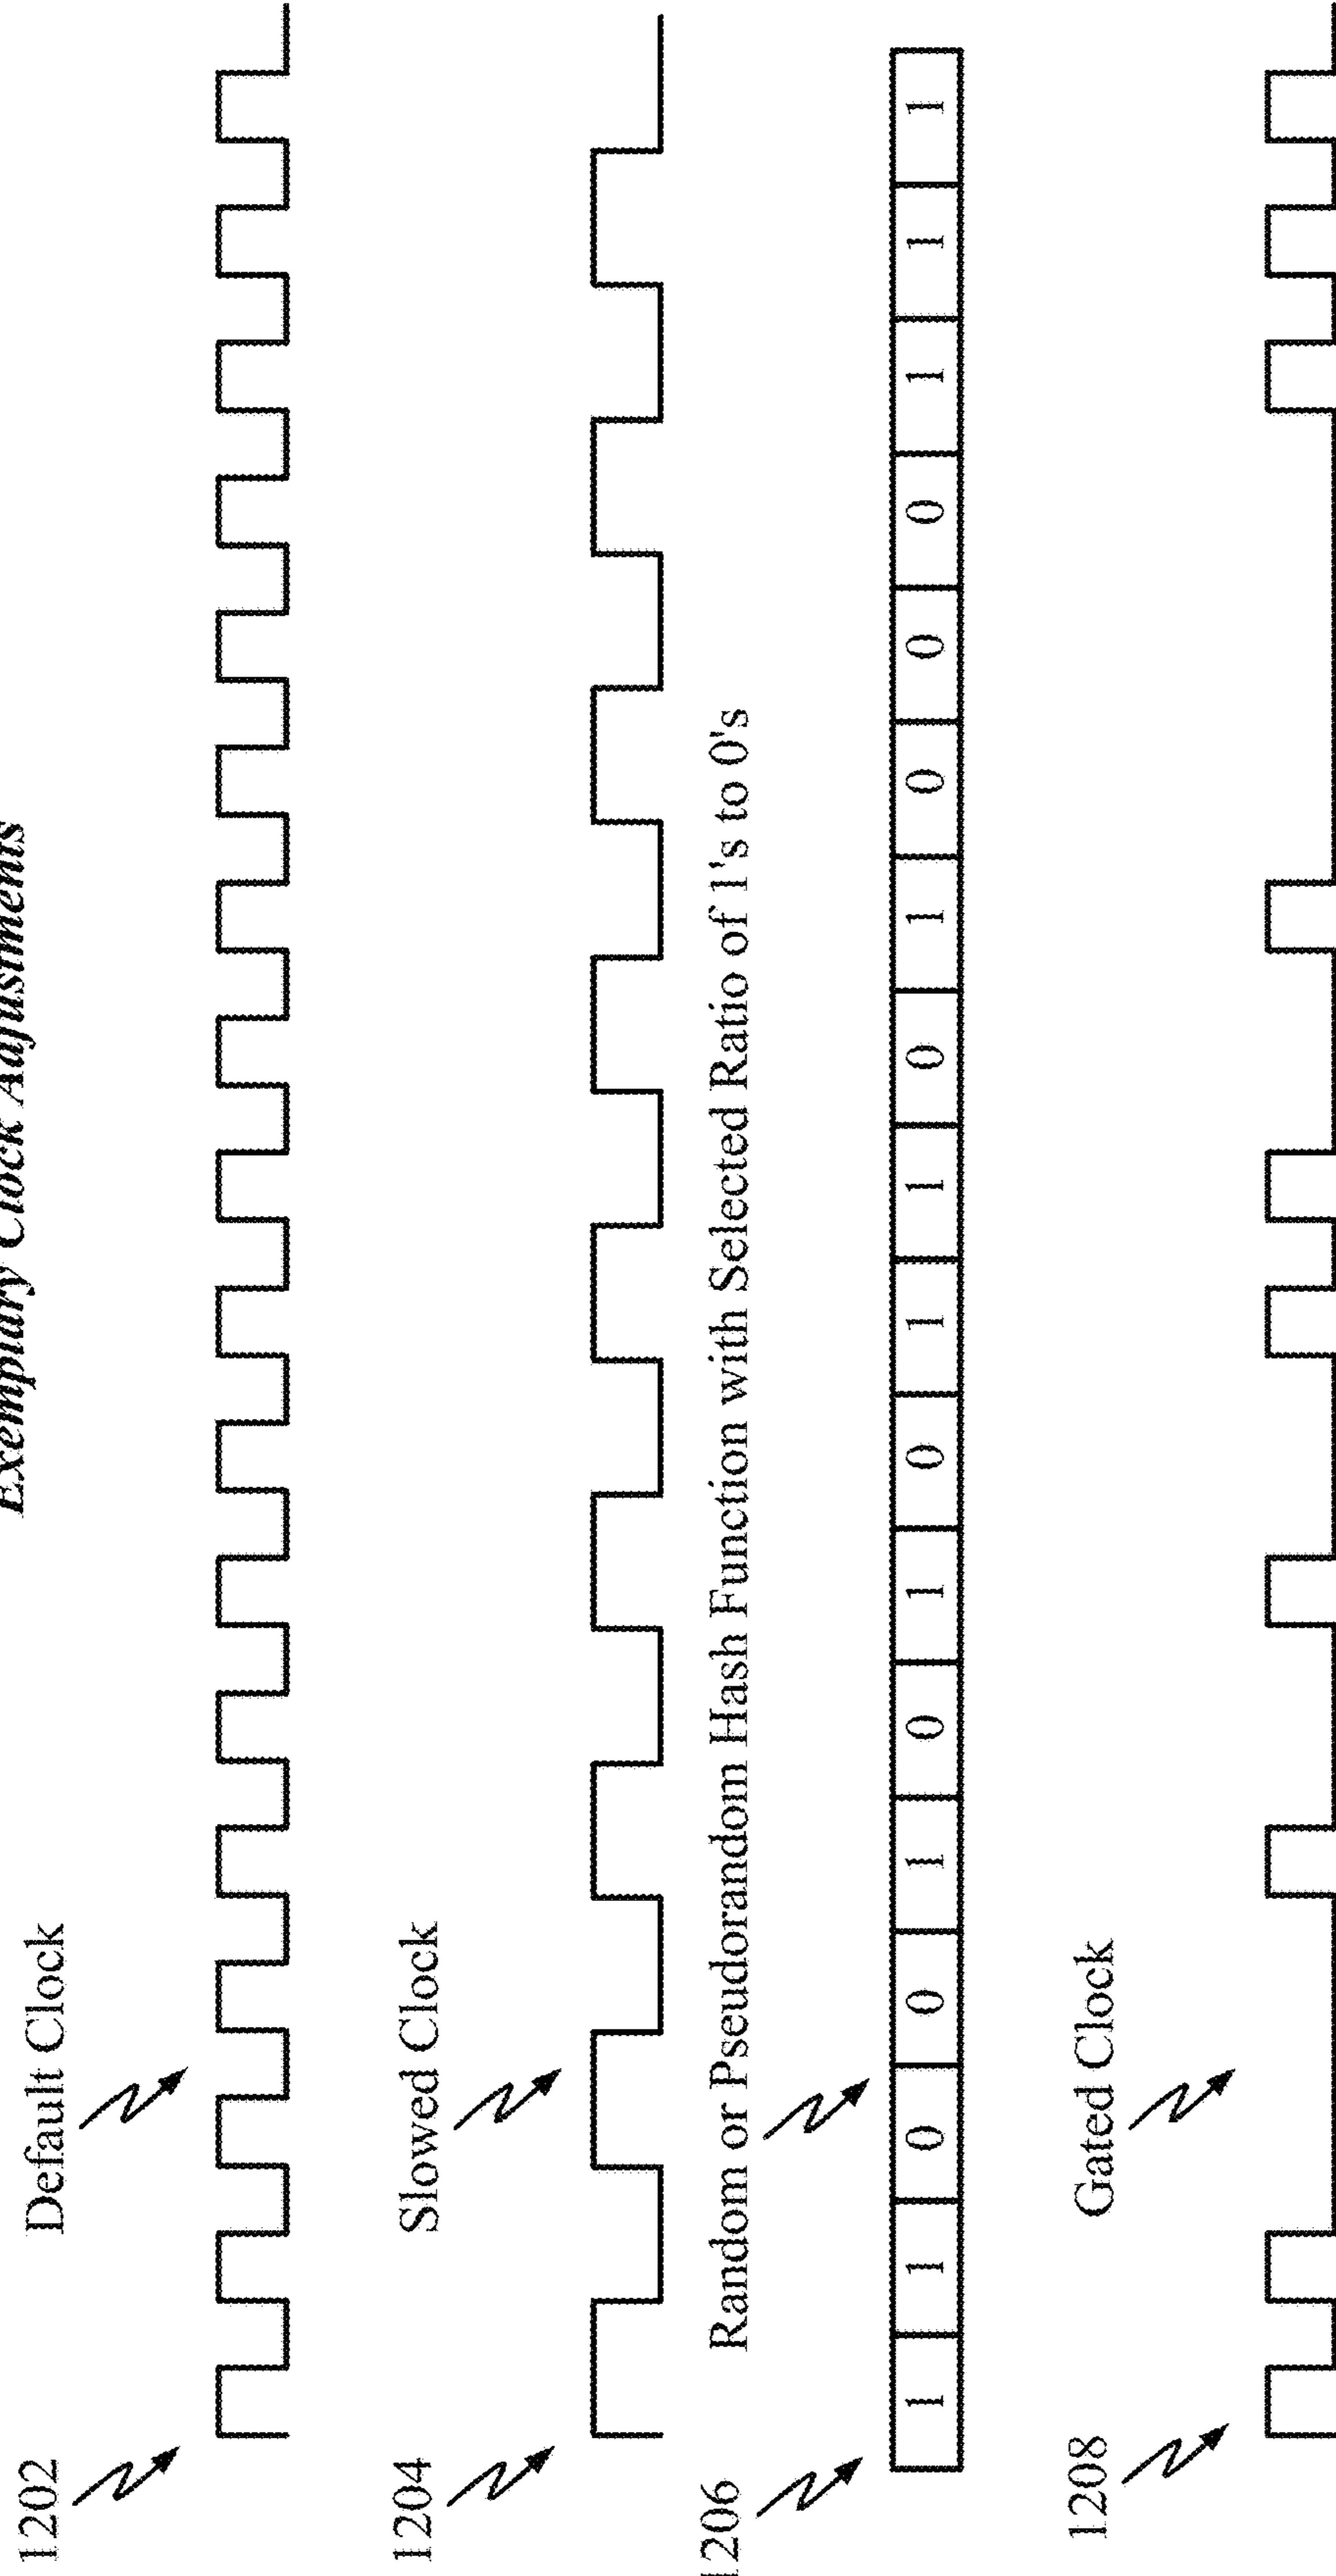 Exemplary Clock Adjustments
1202
Default Clock
1204
Slowed Clock
1206
Random or Pseudorandom Hash Function with Selected Ratio of 1's to 0's
1 1 0 0 1 0 1 0 1 1 0 1 0 0 0 1 1 1
1208
Gated Clock